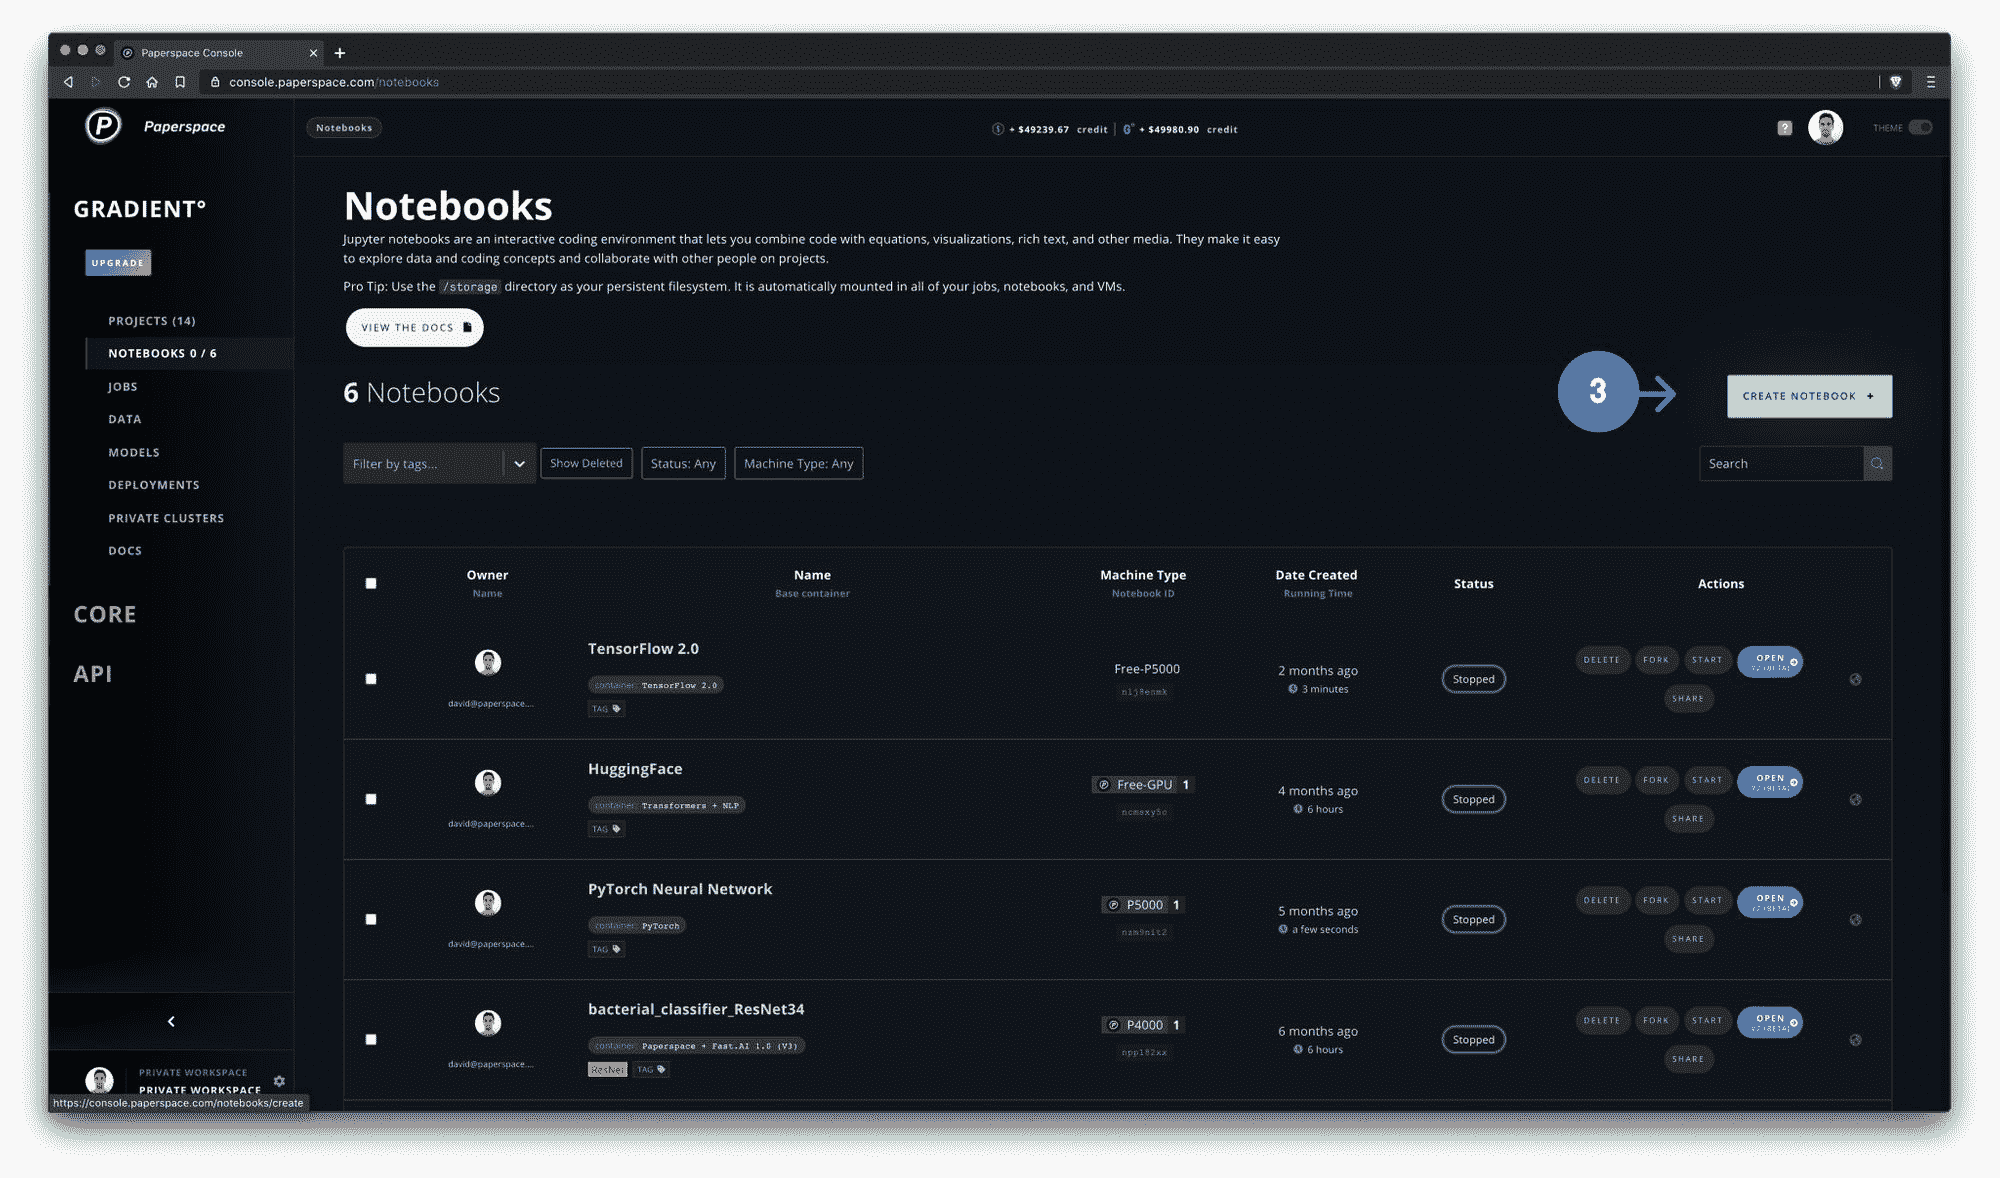 Paperspace Console
console.paperspace.com/notebooks
P Paperspace
Notebooks
+ $49239.67 credit | G° + $49980.90 credit
?
THEME
GRADIENT°
UPGRADE
PROJECTS (14)
NOTEBOOKS 0 / 6
JOBS
DATA
MODELS
DEPLOYMENTS
PRIVATE CLUSTERS
DOCS
CORE
API
PRIVATE WORKSPACE
PRIVATE WORKSPACE
https://console.paperspace.com/notebooks/create
Notebooks
Jupyter notebooks are an interactive coding environment that lets you combine code with equations, visualizations, rich text, and other media. They make it easy
to explore data and coding concepts and collaborate with other people on projects.
Pro Tip: Use the /storage directory as your persistent filesystem. It is automatically mounted in all of your jobs, notebooks, and VMs.
VIEW THE DOCS
6 Notebooks
3
CREATE NOTEBOOK +
Filter by tags...
Show Deleted
Status: Any
Machine Type: Any
Search
Owner Name Machine Type Date Created Status Actions
Name Base container Notebook ID Running Time
TensorFlow 2.0
container: TensorFlow 2.0
TAG
david@paperspace....
Free-P5000
nlj8enmk
2 months ago
3 minutes
Stopped
DELETE FORK START OPEN
SHARE
HuggingFace
container: Transformers + NLP
TAG
david@paperspace....
Free-GPU 1
ncmsxy5c
4 months ago
6 hours
Stopped
DELETE FORK START OPEN
SHARE
PyTorch Neural Network
container: PyTorch
TAG
david@paperspace....
P5000 1
nzm9nit2
5 months ago
a few seconds
Stopped
DELETE FORK START OPEN
SHARE
bacterial_classifier_ResNet34
container: Paperspace + Fast.AI 1.0 (V3)
ResNet TAG
david@paperspace....
P4000 1
npp182xx
6 months ago
6 hours
Stopped
DELETE FORK START OPEN
SHARE